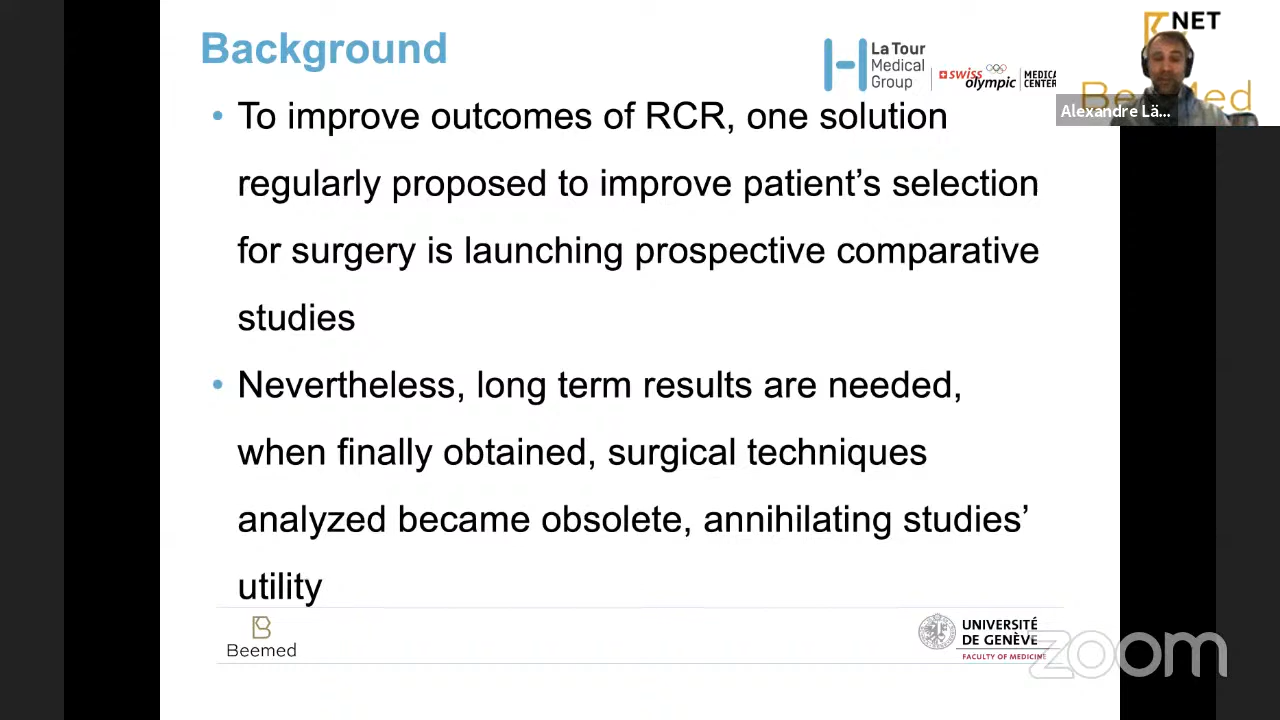 Background
La Tour
Medical
Group
swiss
olympic
MEDICA
CENTER
NET
BeeMed
Alexandre Lä...
• To improve outcomes of RCR, one solution
regularly proposed to improve patient’s selection
for surgery is launching prospective comparative
studies
• Nevertheless, long term results are needed,
when finally obtained, surgical techniques
analyzed became obsolete, annihilating studies’
utility
Beemed
UNIVERSITÉ
DE GENÈVE
FACULTY OF MEDICINE
zoom